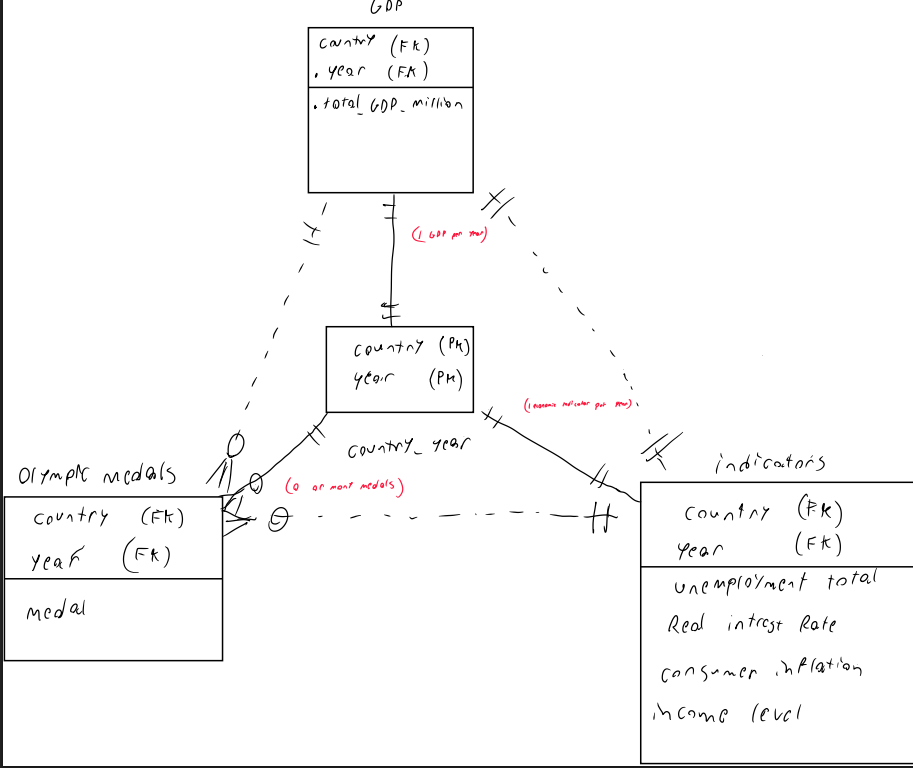 GDP
country (FK)
. year (FK)
. total_GDP_million
(1 GDP per year)
country (PK)
year (PK)
country_year
(1 economic indicator per year)
Olympic medals
country (FK)
year (FK)
medal
(0 or mont medals)
indicators
country (FK)
year (FK)
unemployment total
Real intrest Rate
consumer inflation
income level